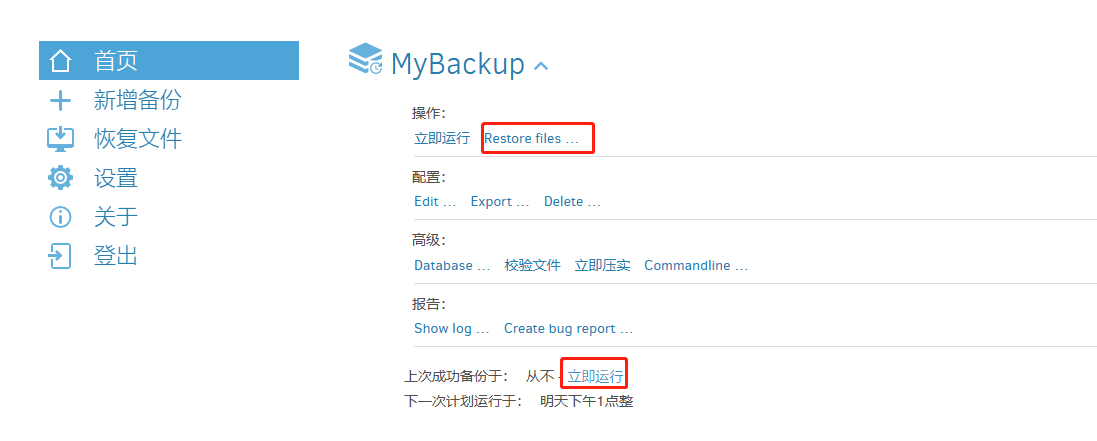 首页
新增备份
恢复文件
设置
关于
登出
MyBackup
操作:
立即运行 Restore files ...
配置:
Edit ... Export ... Delete ...
高级:
Database ... 校验文件 立即压实 Commandline ...
报告:
Show log ... Create bug report ...
上次成功备份于: 从不 - 立即运行
下一次计划运行于: 明天下午1点整